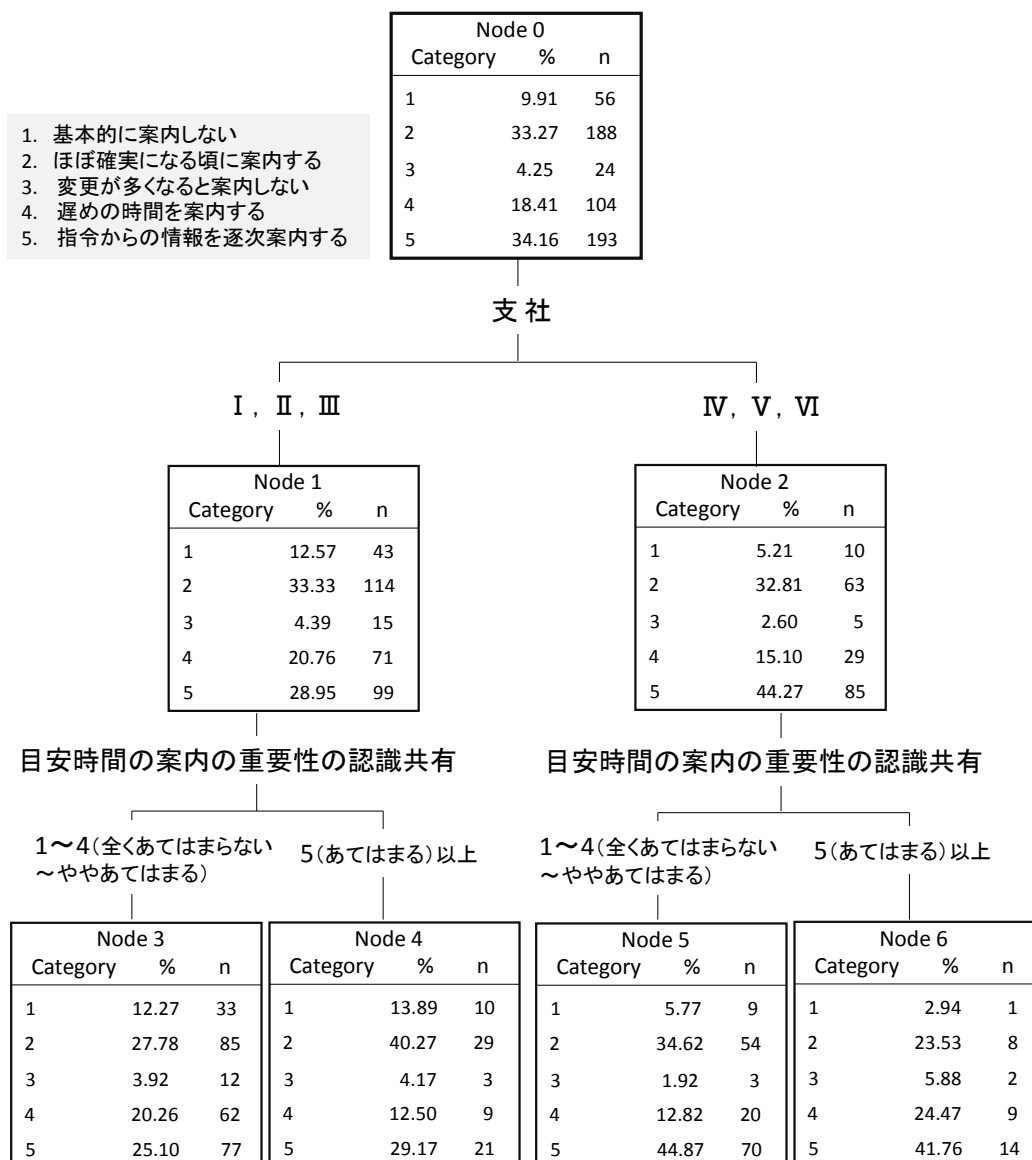 Node 0
Category % n
1 9.91 56
2 33.27 188
3 4.25 24
4 18.41 104
5 34.16 193
1. 基本的に案内しない
2. ほぼ確実になる頃に案内する
3. 変更が多くなると案内しない
4. 遅めの時間を案内する
5. 指令からの情報を逐次案内する
支社
Ⅰ, Ⅱ, Ⅲ
Ⅳ, Ⅴ, Ⅵ
Node 1
Category % n
1 12.57 43
2 33.33 114
3 4.39 15
4 20.76 71
5 28.95 99
Node 2
Category % n
1 5.21 10
2 32.81 63
3 2.60 5
4 15.10 29
5 44.27 85
目安時間の案内の重要性の認識共有
目安時間の案内の重要性の認識共有
1~4(全くあてはまらない
~ややあてはまる)
5(あてはまる)以上
1~4(全くあてはまらない
~ややあてはまる)
5(あてはまる)以上
Node 3
Category % n
1 12.27 33
2 27.78 85
3 3.92 12
4 20.26 62
5 25.10 77
Node 4
Category % n
1 13.89 10
2 40.27 29
3 4.17 3
4 12.50 9
5 29.17 21
Node 5
Category % n
1 5.77 9
2 34.62 54
3 1.92 3
4 12.82 20
5 44.87 70
Node 6
Category % n
1 2.94 1
2 23.53 8
3 5.88 2
4 24.47 9
5 41.76 14